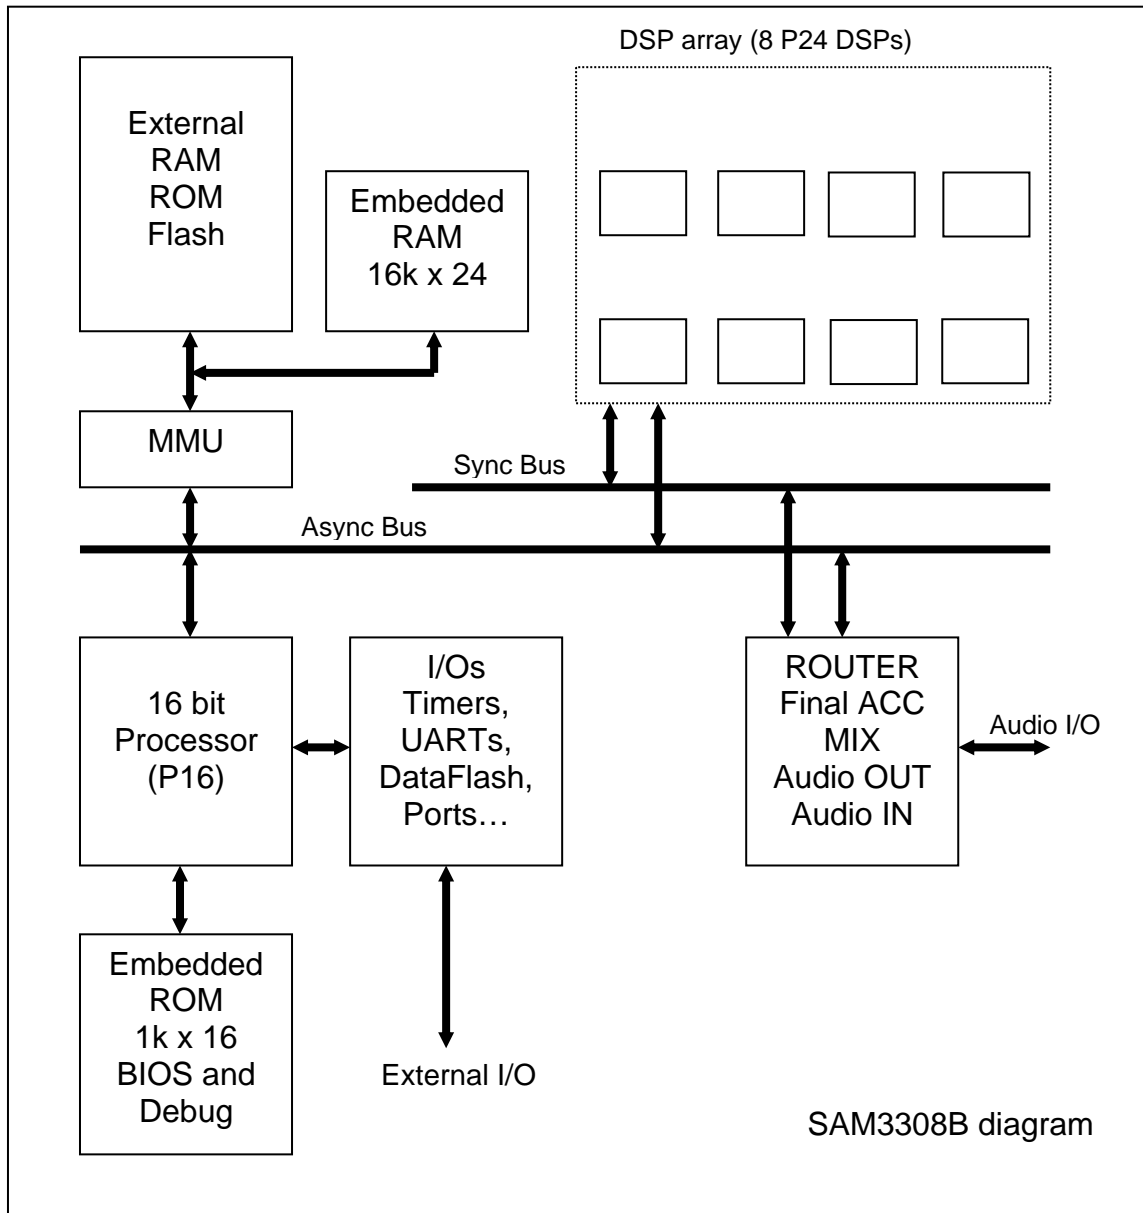 DSP array (8 P24 DSPs)
External
RAM
ROM
Flash
Embedded
RAM
16k x 24
MMU
Sync Bus
Async Bus
16 bit
Processor
(P16)
I/Os
Timers,
UARTs,
DataFlash,
Ports…
ROUTER
Final ACC
MIX
Audio OUT
Audio IN
Audio I/O
Embedded
ROM
1k x 16
BIOS and
Debug
External I/O
SAM3308B diagram